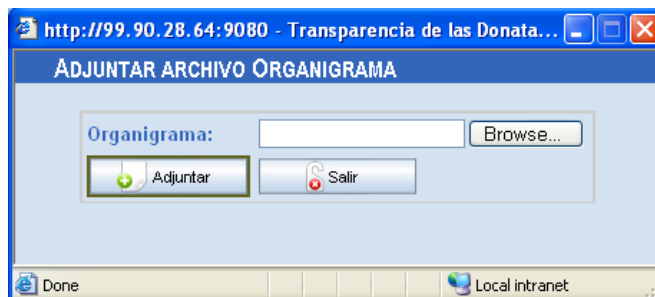 http://99.90.28.64:9080 - Transparencia de las Donata...
ADJUNTAR ARCHIVO ORGANIGRAMA
Organigrama:
Browse...
Adjuntar
Salir
Done
Local intranet